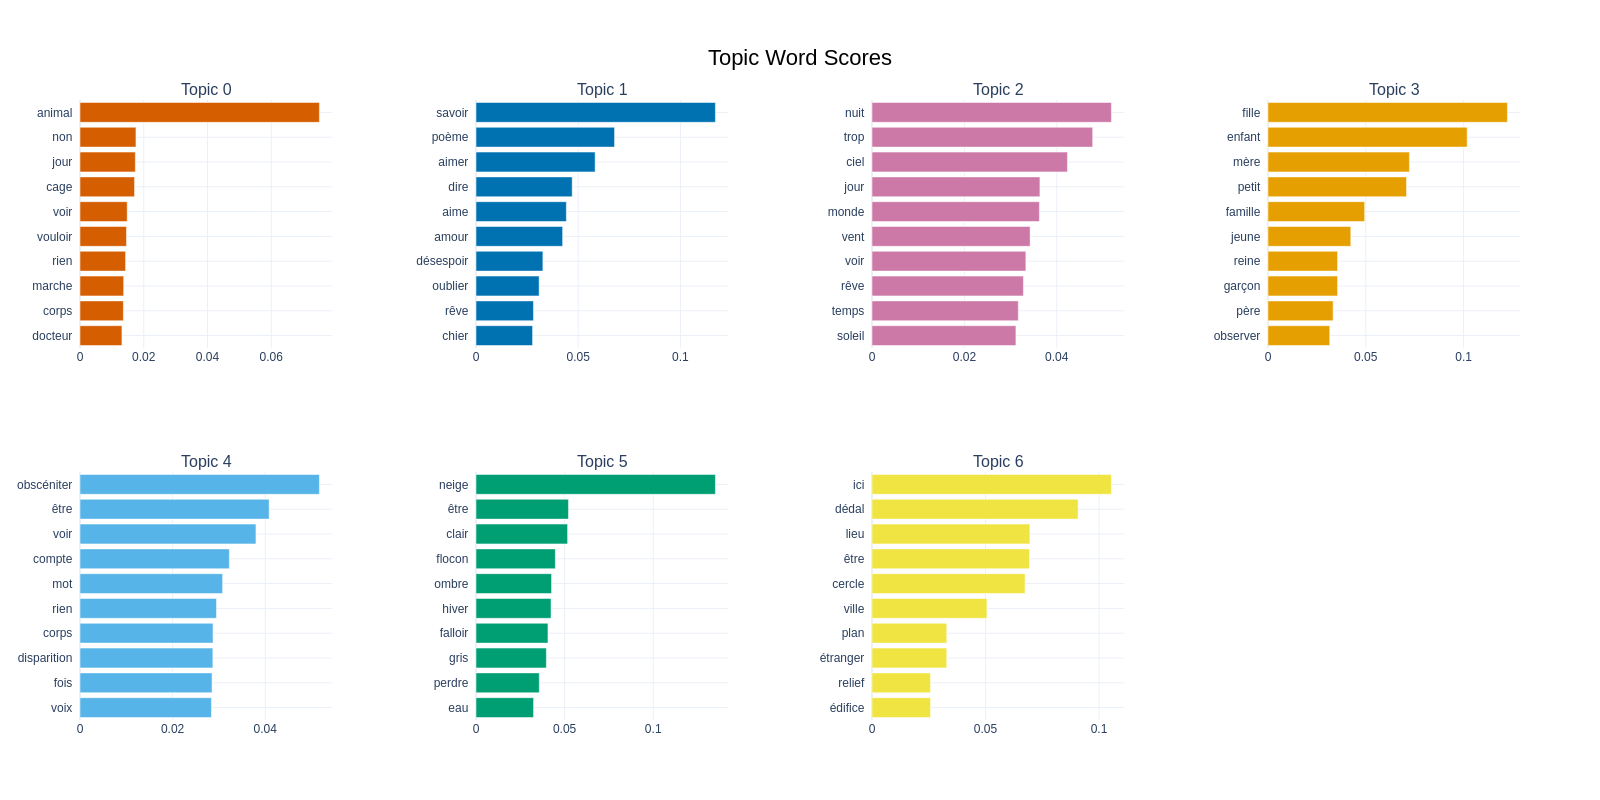 Topic Word Scores
Topic 0
animal
non
jour
cage
voir
vouloir
rien
marche
corps
docteur
0 0.02 0.04 0.06
Topic 1
savoir
poème
aimer
dire
aime
amour
désespoir
oublier
rêve
chier
0 0.05 0.1
Topic 2
nuit
trop
ciel
jour
monde
vent
voir
rêve
temps
soleil
0 0.02 0.04
Topic 3
fille
enfant
mère
petit
famille
jeune
reine
garçon
père
observer
0 0.05 0.1
Topic 4
obscéniter
être
voir
compte
mot
rien
corps
disparition
fois
voix
0 0.02 0.04
Topic 5
neige
être
clair
flocon
ombre
hiver
falloir
gris
perdre
eau
0 0.05 0.1
Topic 6
ici
dédal
lieu
être
cercle
ville
plan
étranger
relief
édifice
0 0.05 0.1